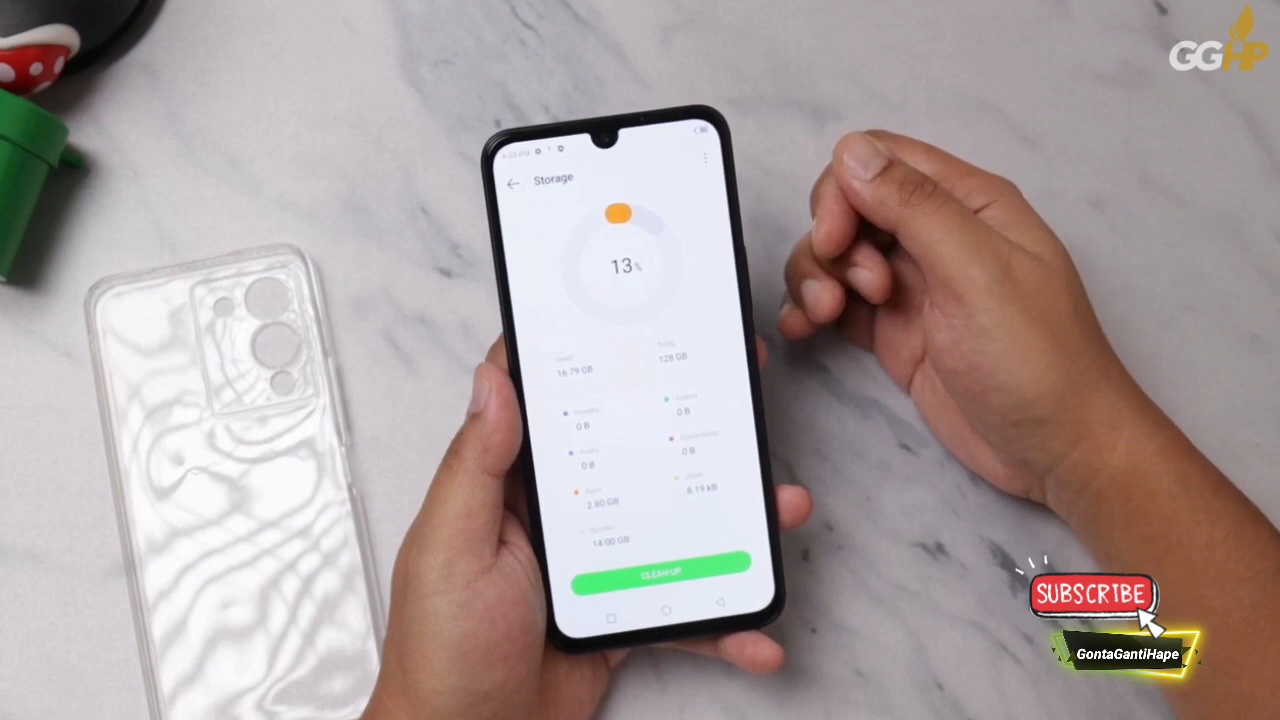 GGHP
Storage
13%
Used
Total
16.79 GB
128 GB
Images
Videos
0 B
0 B
Audio
Documents
0 B
0 B
Apps
Other
2.80 GB
8.19 kB
System
14.00 GB
CLEAN UP
SUBSCRIBE
GontaGantiHape